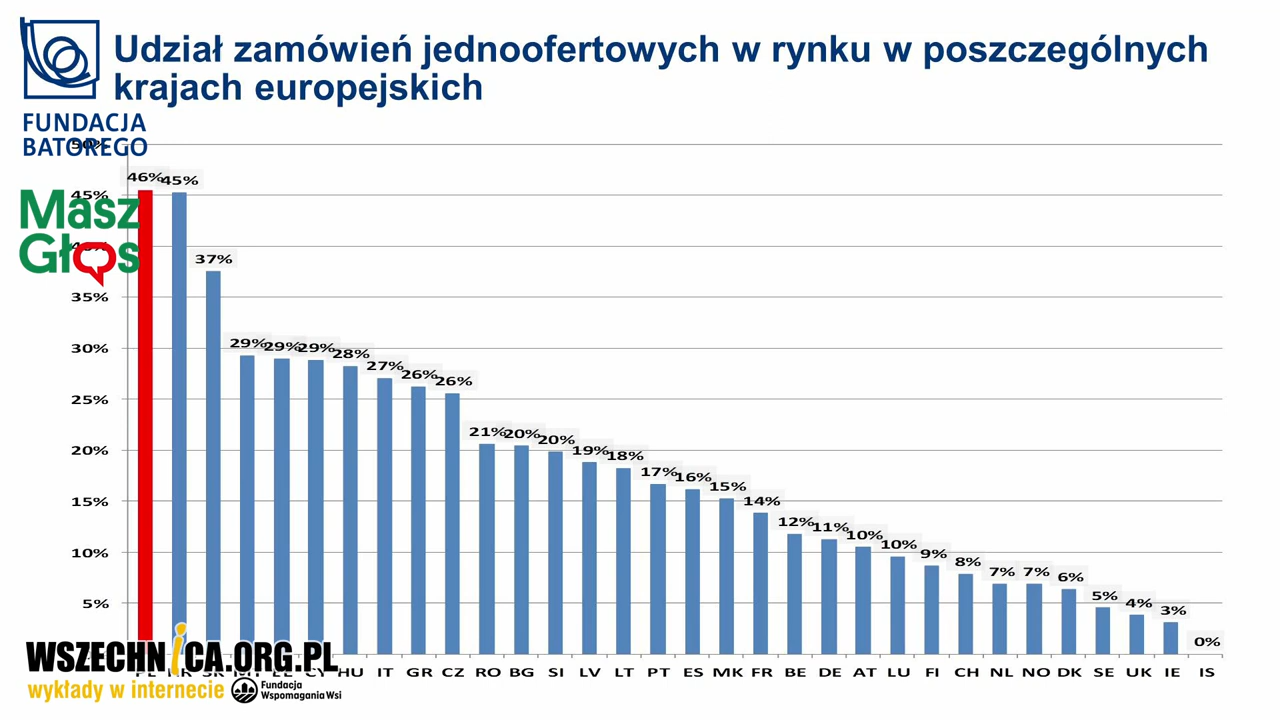 Udział zamówień jednoofertowych w rynku w poszczególnych
krajach europejskich
FUNDACJA
BATOREGO
Masz
Głos
46% 45% 37% 29% 29% 29% 28% 27% 26% 26% 21% 20% 20% 19% 18% 17% 16% 15% 14% 12% 11% 10% 10% 9% 8% 7% 7% 6% 5% 4% 3% 0%
50%
45%
40%
35%
30%
25%
20%
15%
10%
5%
HU IT GR CZ RO BG SI LV LT PT ES MK FR BE DE AT LU FI CH NL NO DK SE UK IE IS
WSZECHNICA.ORG.PL
wykłady w internecie
Fundacja
Wspomagania Wsi